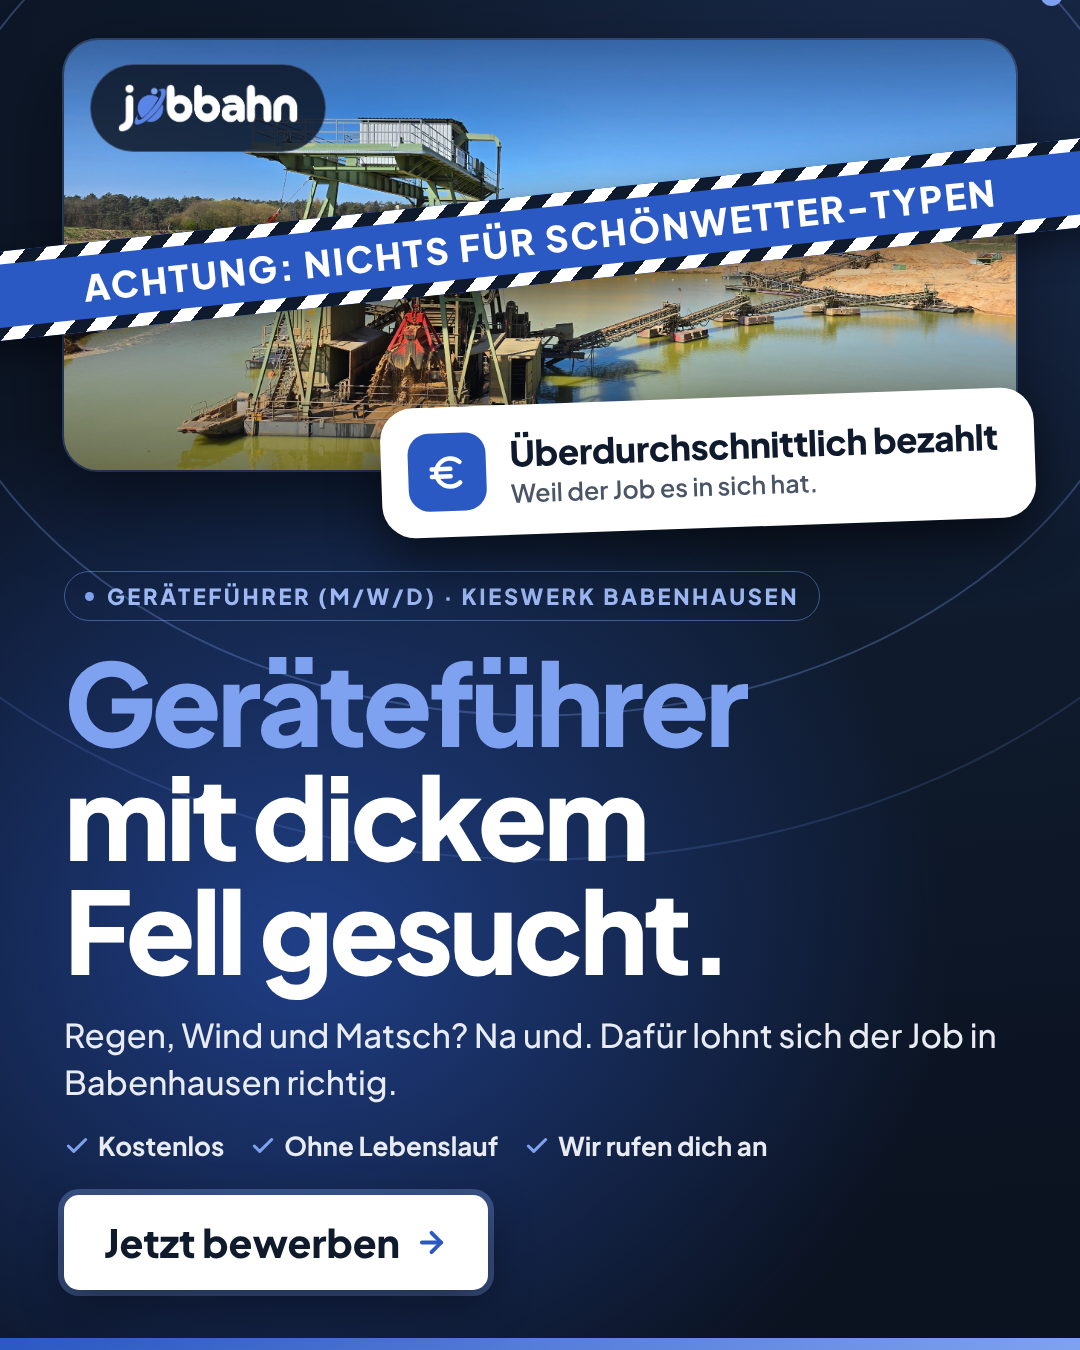 jobbahn
ACHTUNG: NICHTS FÜR SCHÖNWETTER-TYPEN
€
Überdurchschnittlich bezahlt
Weil der Job es in sich hat.
GERÄTEFÜHRER (M/W/D) · KIESWERK BABENHAUSEN
Geräteführer
mit dickem
Fell gesucht.
Regen, Wind und Matsch? Na und. Dafür lohnt sich der Job in
Babenhausen richtig.
Kostenlos
Ohne Lebenslauf
Wir rufen dich an
Jetzt bewerben